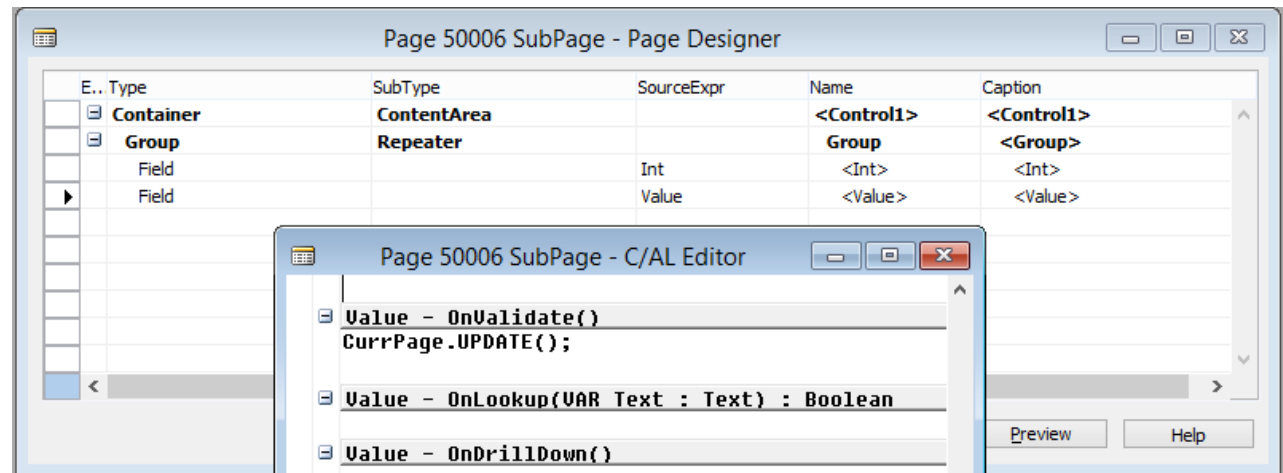 Page 50006 SubPage - Page Designer
E.. Type SubType SourceExpr Name Caption
Container ContentArea <Control1> <Control1>
Group Repeater Group <Group>
Field Int <Int> <Int>
Field Value <Value> <Value>
Page 50006 SubPage - C/AL Editor
Value - OnValidate()
CurrPage.UPDATE();
Value - OnLookup(VAR Text : Text) : Boolean
Value - OnDrillDown()
Preview Help